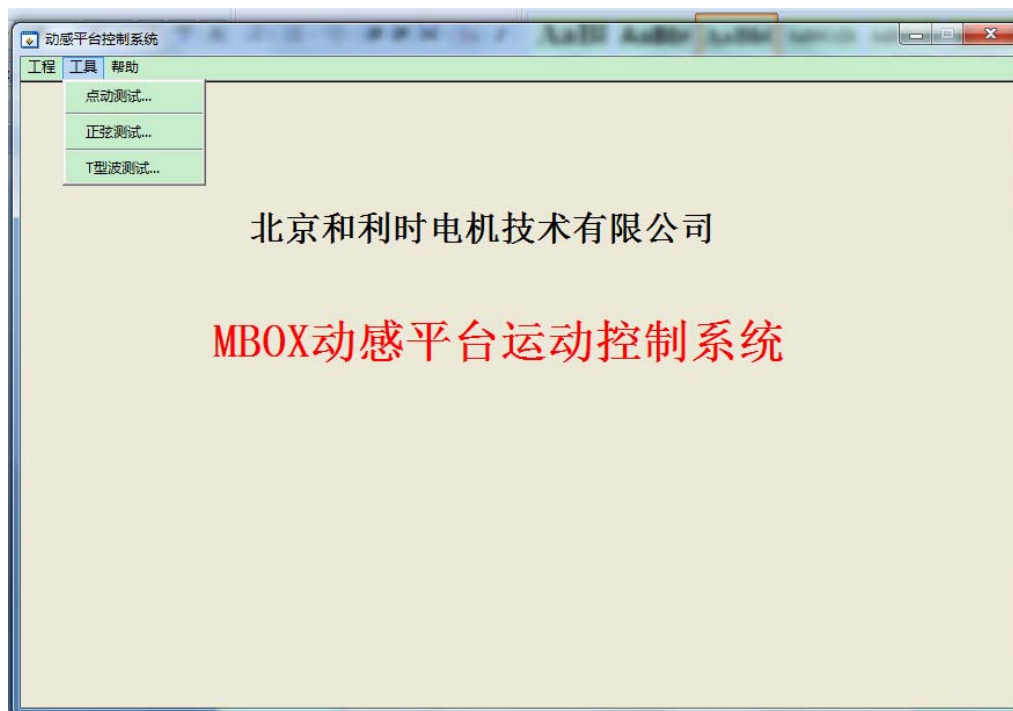 动感平台控制系统
工程 工具 帮助
点动测试...
正弦测试...
T型波测试...
北京和利时电机技术有限公司
MBOX动感平台运动控制系统